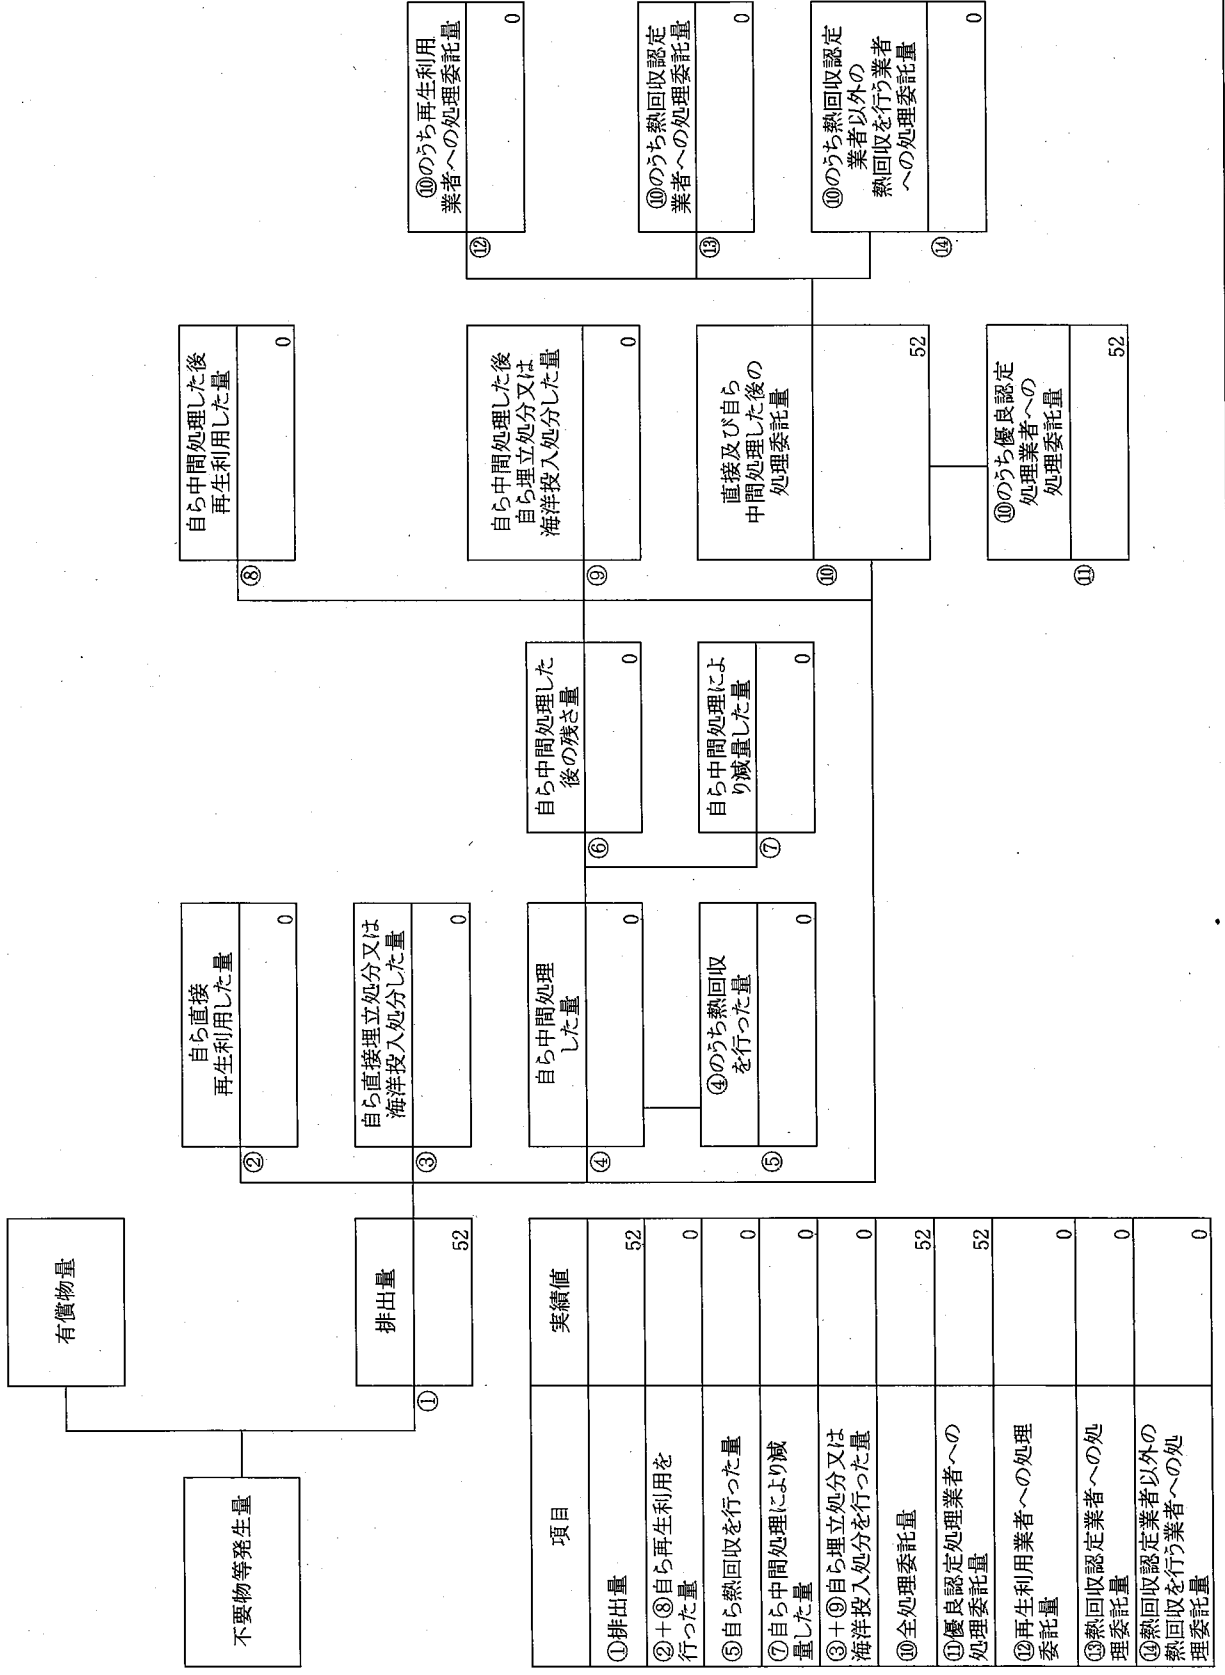 不要物等発生量
有償物量
①
排出量
52
②
自ら直接
再生利用した量
0
③
自ら直接埋立処分又は
海洋投入処分した量
0
④
自ら中間処理
した量
0
⑤
④のうち熱回収
を行った量
0
⑥
自ら中間処理した
後の残さ量
0
⑦
自ら中間処理によ
り減量した量
0
⑧
自ら中間処理した後
再生利用した量
0
⑨
自ら中間処理した後
自ら埋立処分又は
海洋投入処分した量
0
⑩
直接及び自ら
中間処理した後の
処理委託量
52
⑪
⑩のうち優良認定
処理業者への
処理委託量
52
⑫
⑩のうち再生利用
業者への処理委託量
0
⑬
⑩のうち熱回収認定
業者への処理委託量
0
⑭
⑩のうち熱回収認定
業者以外の
熱回収を行う業者
への処理委託量
0
項目 実績値
①排出量 52
②+⑧自ら再生利用を
行った量 0
⑤自ら熱回収を行った量 0
⑦自ら中間処理により減
量した量 0
③+⑨自ら埋立処分又は
海洋投入処分を行った量 0
⑩全処理委託量 52
⑪優良認定処理業者への
処理委託量 52
⑫再生利用業者への処理
委託量 0
⑬熱回収認定業者への処
理委託量 0
⑭熱回収認定業者以外の
熱回収を行う業者への処
理委託量 0